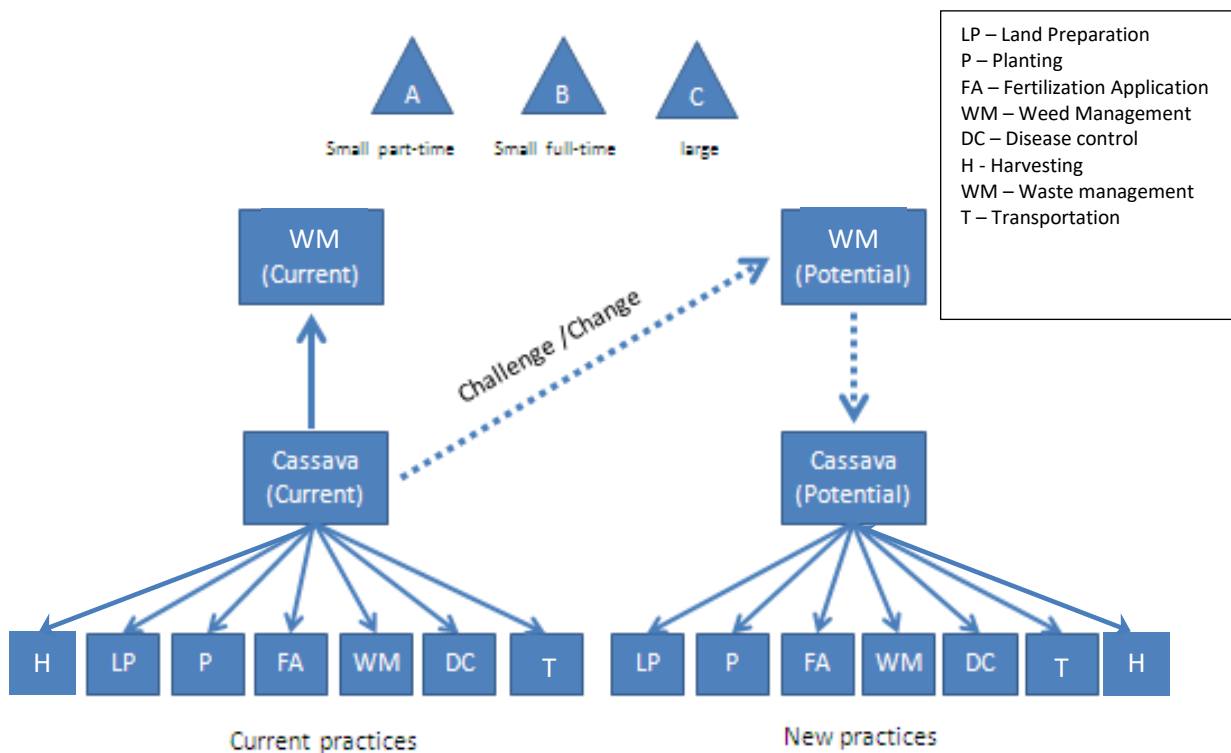 LP – Land Preparation
P – Planting
FA – Fertilization Application
WM – Weed Management
DC – Disease control
H - Harvesting
WM – Waste management
T – Transportation
A
B
C
Small part-time
Small full-time
large
WM
(Current)
WM
(Potential)
Challenge /Change
Cassava
(Current)
Cassava
(Potential)
H
LP
P
FA
WM
DC
T
LP
P
FA
WM
DC
T
H
Current practices
New practices